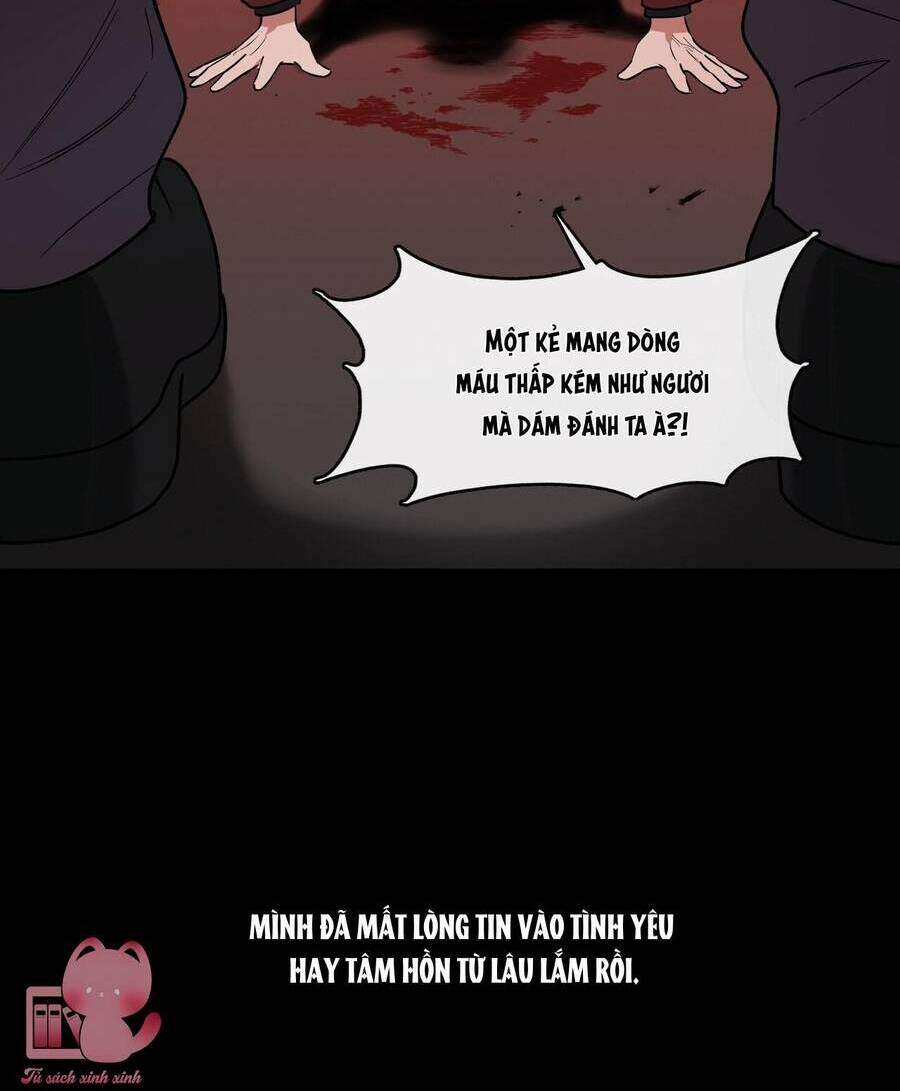 MỘT KẺ MANG DÒNG
MÁU THẤP KÉM NHƯ NGƯƠI
MÀ DÁM ĐÁNH TA À?!
MÌNH ĐÃ MẤT LÒNG TIN VÀO TÌNH YÊU
HAY TÂM HỒN TỪ LÂU LẮM RỒI.
Tủ sách xinh xinh